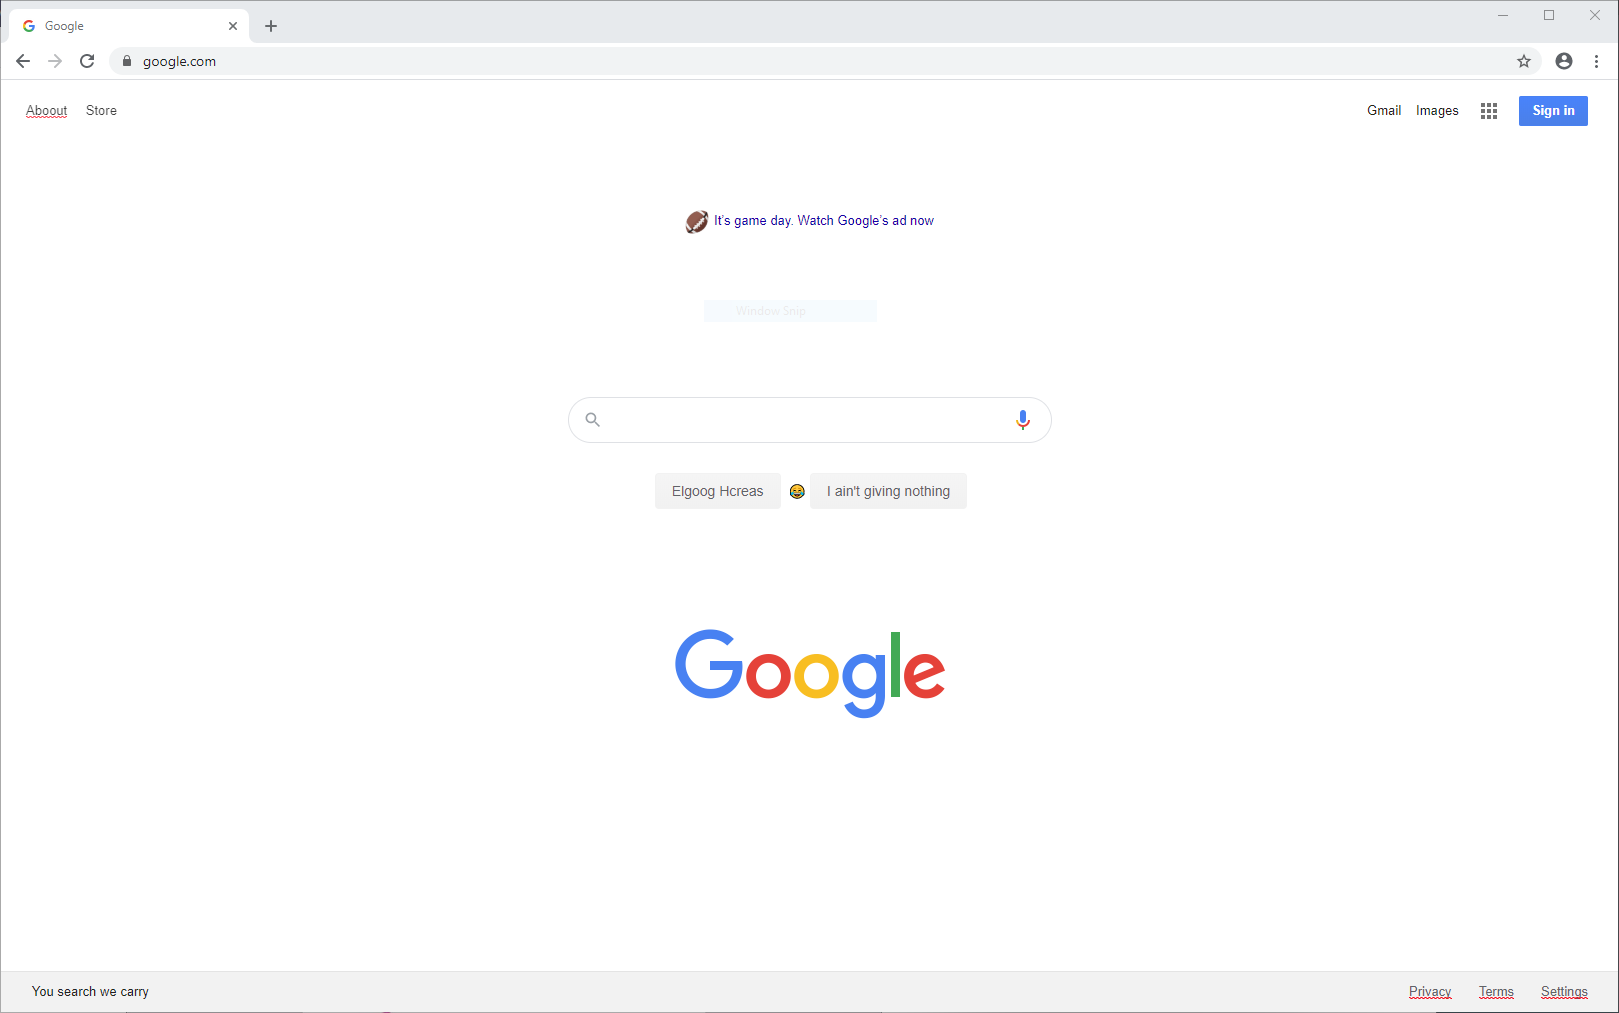 Google
google.com
Aboout Store Gmail Images Sign in
It's game day. Watch Google's ad now
Window Snip
Elgoog Hcreas 😂 I ain't giving nothing
Google
You search we carry Privacy Terms Settings